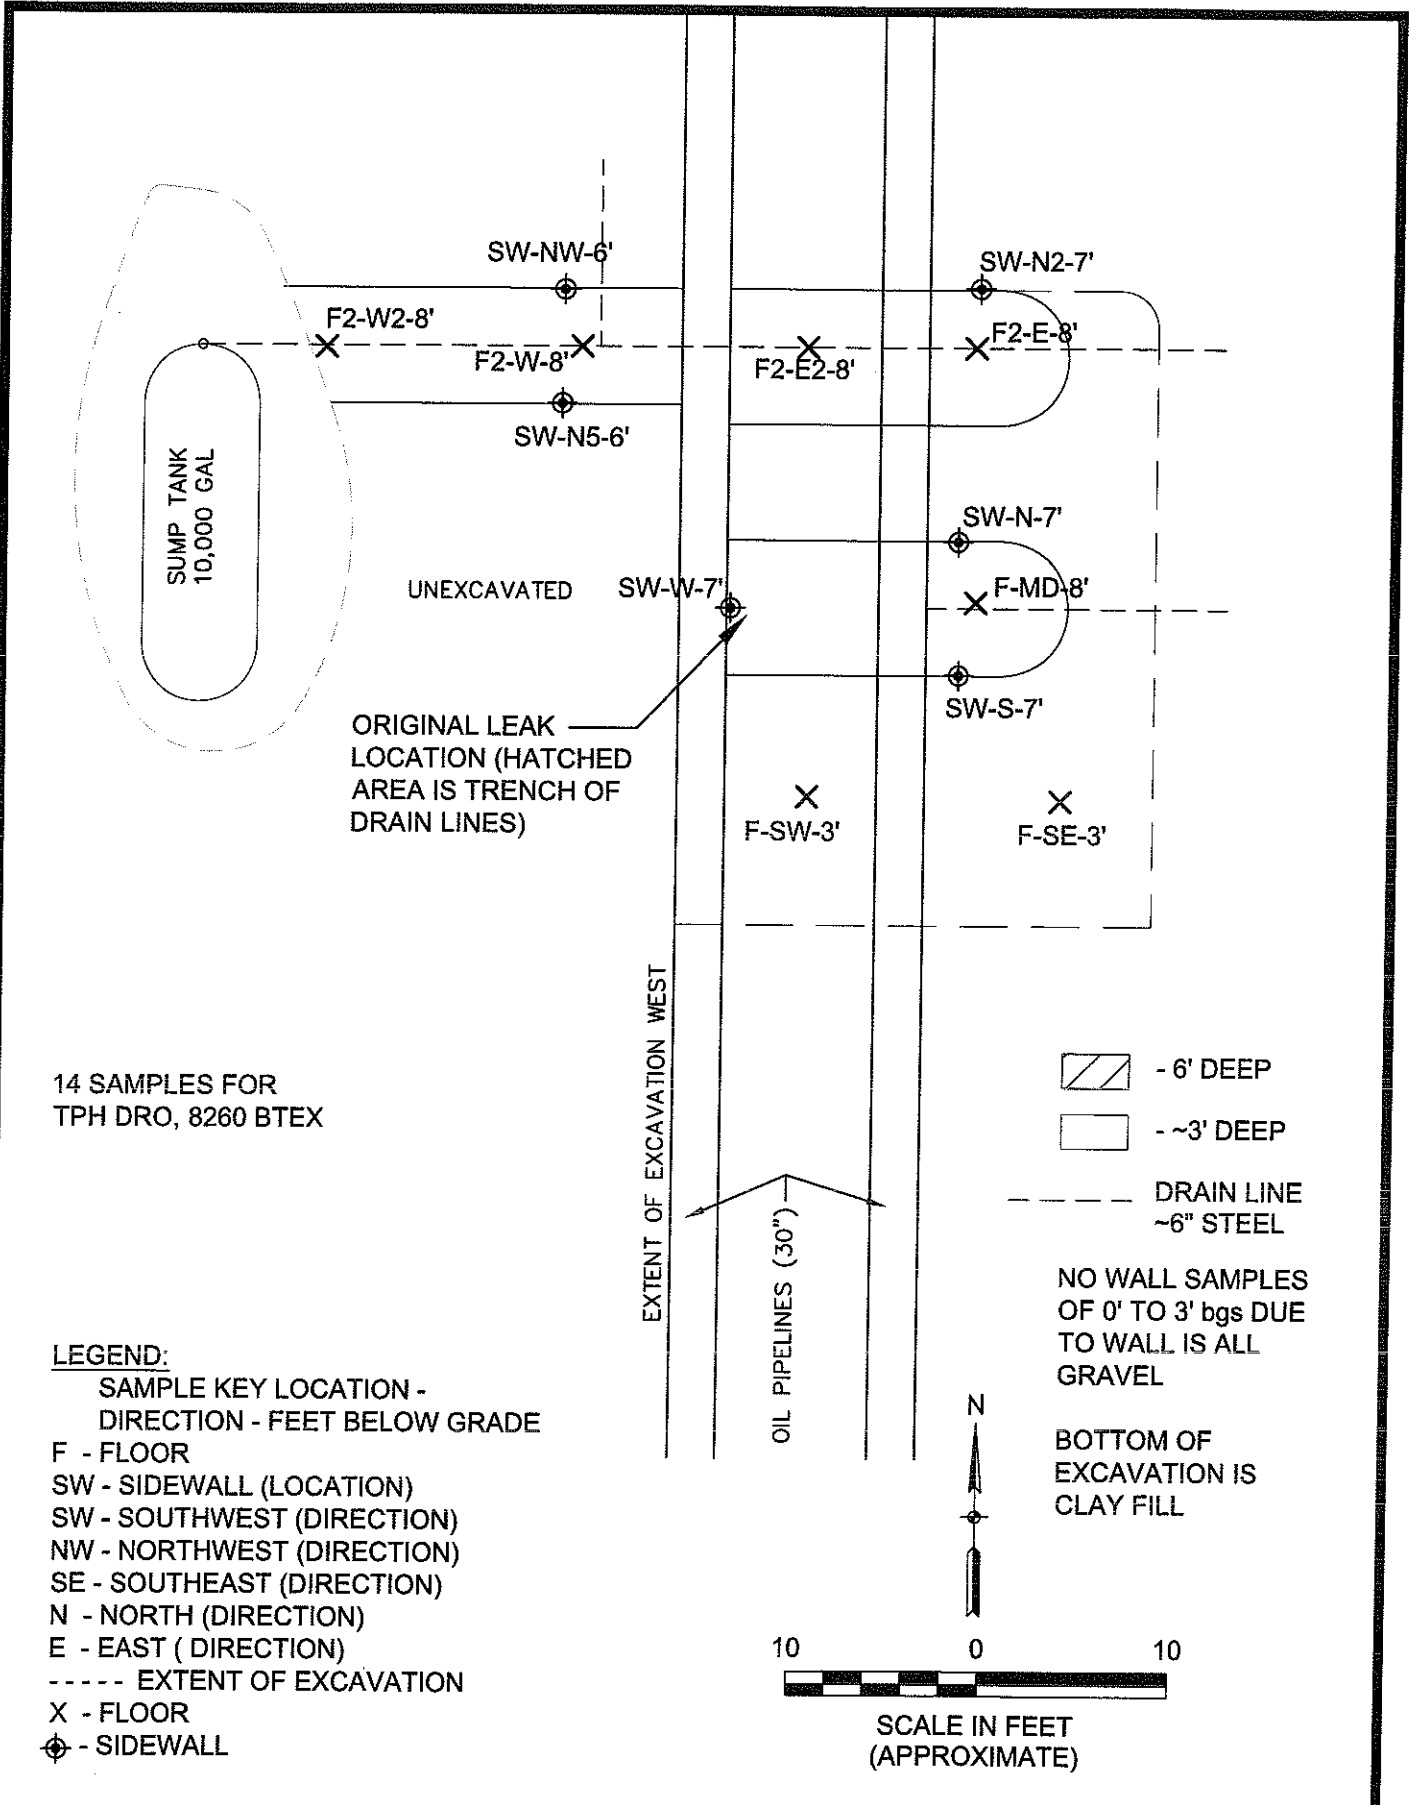 SW-NW-6'
SW-N2-7'
F2-W2-8'
F2-W-8'
F2-E2-8'
F2-E-8'
SW-N5-6'
SUMP TANK
10,000 GAL
SW-N-7'
UNEXCAVATED
SW-W-7'
F-MD-8'
SW-S-7'
ORIGINAL LEAK
LOCATION (HATCHED
AREA IS TRENCH OF
DRAIN LINES)
F-SW-3'
F-SE-3'
EXTENT OF EXCAVATION WEST
OIL PIPELINES (30")
14 SAMPLES FOR
TPH DRO, 8260 BTEX
- 6' DEEP
- ~3' DEEP
DRAIN LINE
~6" STEEL
NO WALL SAMPLES
OF 0' TO 3' bgs DUE
TO WALL IS ALL
GRAVEL
BOTTOM OF
EXCAVATION IS
CLAY FILL
LEGEND:
SAMPLE KEY LOCATION -
DIRECTION - FEET BELOW GRADE
F - FLOOR
SW - SIDEWALL (LOCATION)
SW - SOUTHWEST (DIRECTION)
NW - NORTHWEST (DIRECTION)
SE - SOUTHEAST (DIRECTION)
N - NORTH (DIRECTION)
E - EAST ( DIRECTION)
----- EXTENT OF EXCAVATION
X - FLOOR
- SIDEWALL
N
10 0 10
SCALE IN FEET
(APPROXIMATE)